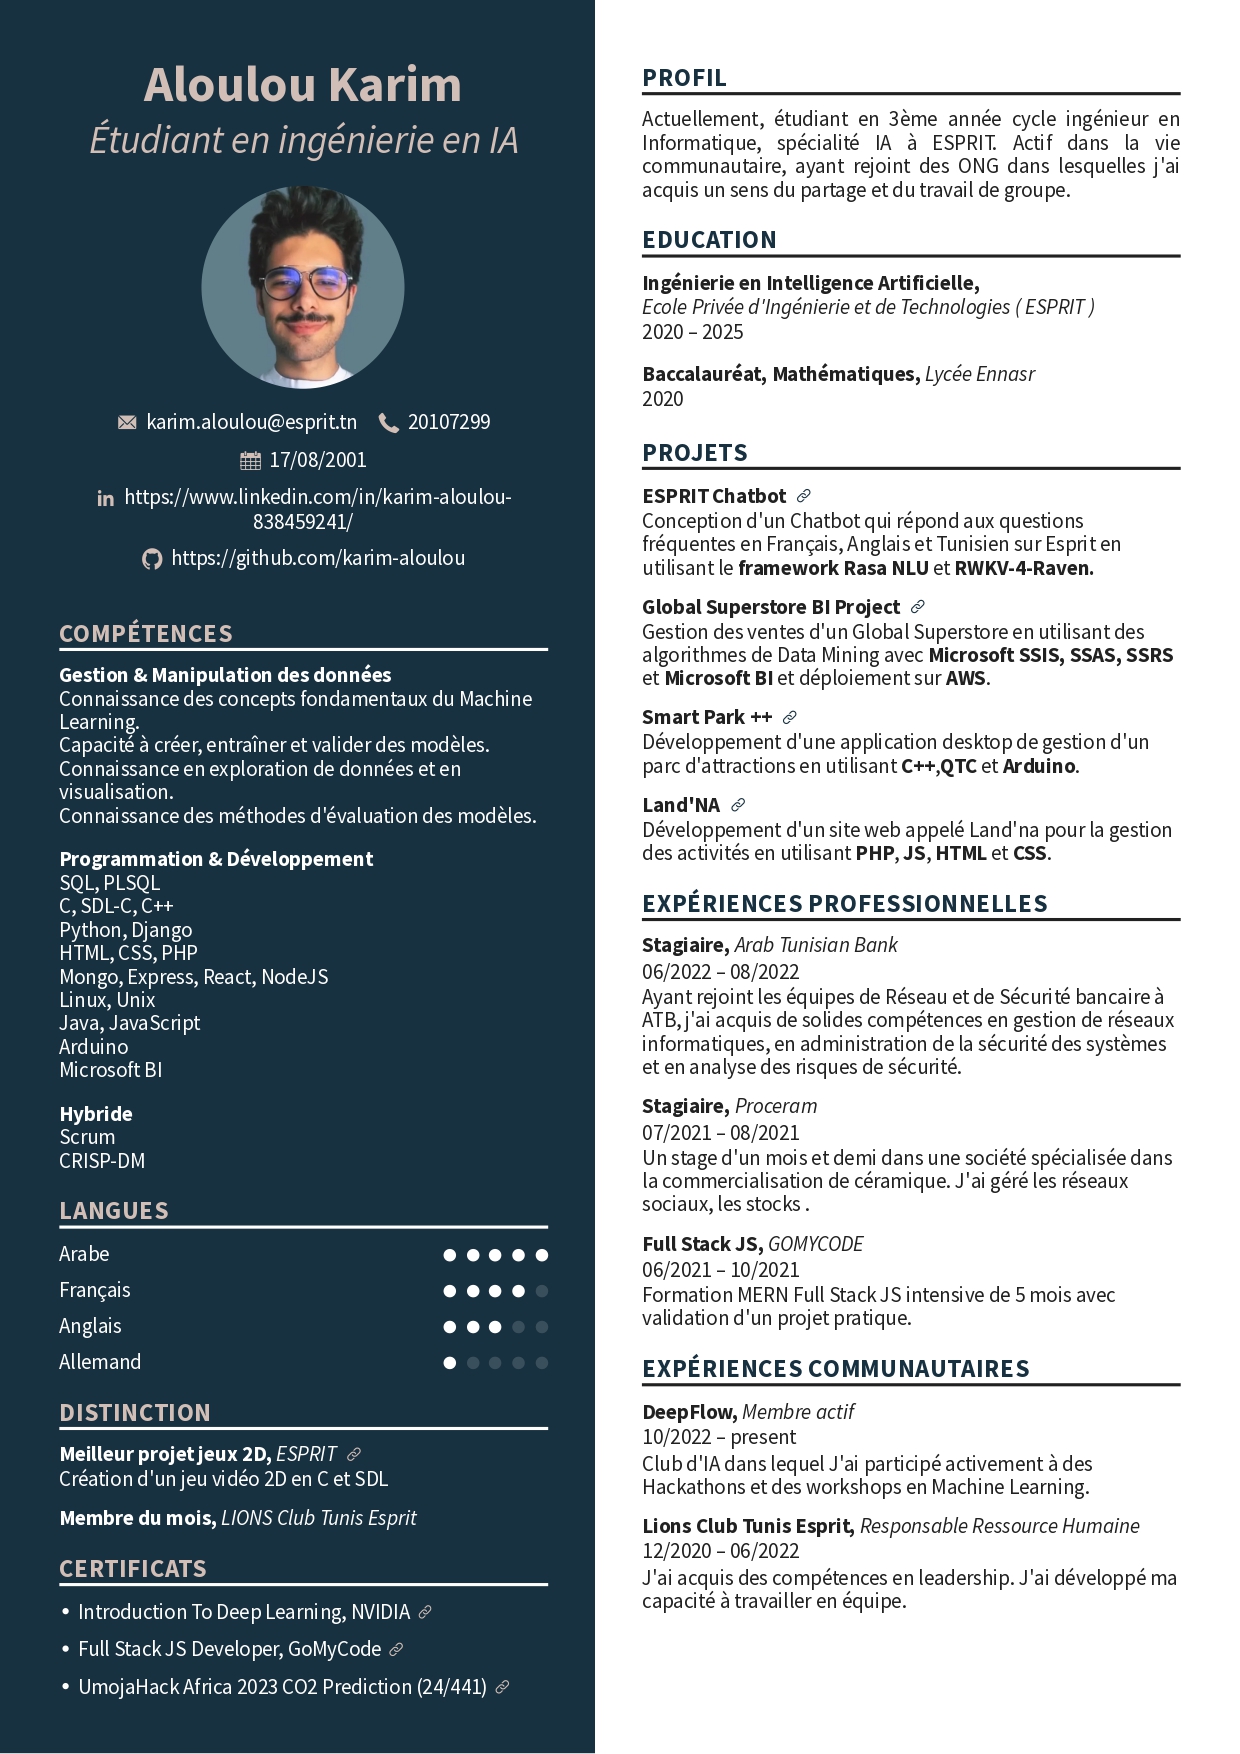 Aloulou Karim
Étudiant en ingénierie en IA
karim.aloulou@esprit.tn 20107299
17/08/2001
in https://www.linkedin.com/in/karim-aloulou-
838459241/
https://github.com/karim-aloulou
COMPÉTENCES
Gestion & Manipulation des données
Connaissance des concepts fondamentaux du Machine
Learning.
Capacité à créer, entraîner et valider des modèles.
Connaissance en exploration de données et en
visualisation.
Connaissance des méthodes d'évaluation des modèles.
Programmation & Développement
SQL, PLSQL
C, SDL-C, C++
Python, Django
HTML, CSS, PHP
Mongo, Express, React, NodeJS
Linux, Unix
Java, JavaScript
Arduino
Microsoft BI
Hybride
Scrum
CRISP-DM
LANGUES
Arabe
Français
Anglais
Allemand
DISTINCTION
Meilleur projet jeux 2D, ESPRIT
Création d'un jeu vidéo 2D en C et SDL
Membre du mois, LIONS Club Tunis Esprit
CERTIFICATS
• Introduction To Deep Learning, NVIDIA
• Full Stack JS Developer, GoMyCode
• UmojaHack Africa 2023 CO2 Prediction (24/441)
PROFIL
Actuellement, étudiant en 3ème année cycle ingénieur en
Informatique, spécialité IA à ESPRIT. Actif dans la vie
communautaire, ayant rejoint des ONG dans lesquelles j'ai
acquis un sens du partage et du travail de groupe.
EDUCATION
Ingénierie en Intelligence Artificielle,
Ecole Privée d'Ingénierie et de Technologies ( ESPRIT )
2020 – 2025
Baccalauréat, Mathématiques, Lycée Ennasr
2020
PROJETS
ESPRIT Chatbot
Conception d'un Chatbot qui répond aux questions
fréquentes en Français, Anglais et Tunisien sur Esprit en
utilisant le framework Rasa NLU et RWKV-4-Raven.
Global Superstore BI Project
Gestion des ventes d'un Global Superstore en utilisant des
algorithmes de Data Mining avec Microsoft SSIS, SSAS, SSRS
et Microsoft BI et déploiement sur AWS.
Smart Park ++
Développement d'une application desktop de gestion d'un
parc d'attractions en utilisant C++,QTC et Arduino.
Land'NA
Développement d'un site web appelé Land'na pour la gestion
des activités en utilisant PHP, JS, HTML et CSS.
EXPÉRIENCES PROFESSIONNELLES
Stagiaire, Arab Tunisian Bank
06/2022 – 08/2022
Ayant rejoint les équipes de Réseau et de Sécurité bancaire à
ATB, j'ai acquis de solides compétences en gestion de réseaux
informatiques, en administration de la sécurité des systèmes
et en analyse des risques de sécurité.
Stagiaire, Proceram
07/2021 – 08/2021
Un stage d'un mois et demi dans une société spécialisée dans
la commercialisation de céramique. J'ai géré les réseaux
sociaux, les stocks .
Full Stack JS, GOMYCODE
06/2021 – 10/2021
Formation MERN Full Stack JS intensive de 5 mois avec
validation d'un projet pratique.
EXPÉRIENCES COMMUNAUTAIRES
DeepFlow, Membre actif
10/2022 – present
Club d'IA dans lequel J'ai participé activement à des
Hackathons et des workshops en Machine Learning.
Lions Club Tunis Esprit, Responsable Ressource Humaine
12/2020 – 06/2022
J'ai acquis des compétences en leadership. J'ai développé ma
capacité à travailler en équipe.